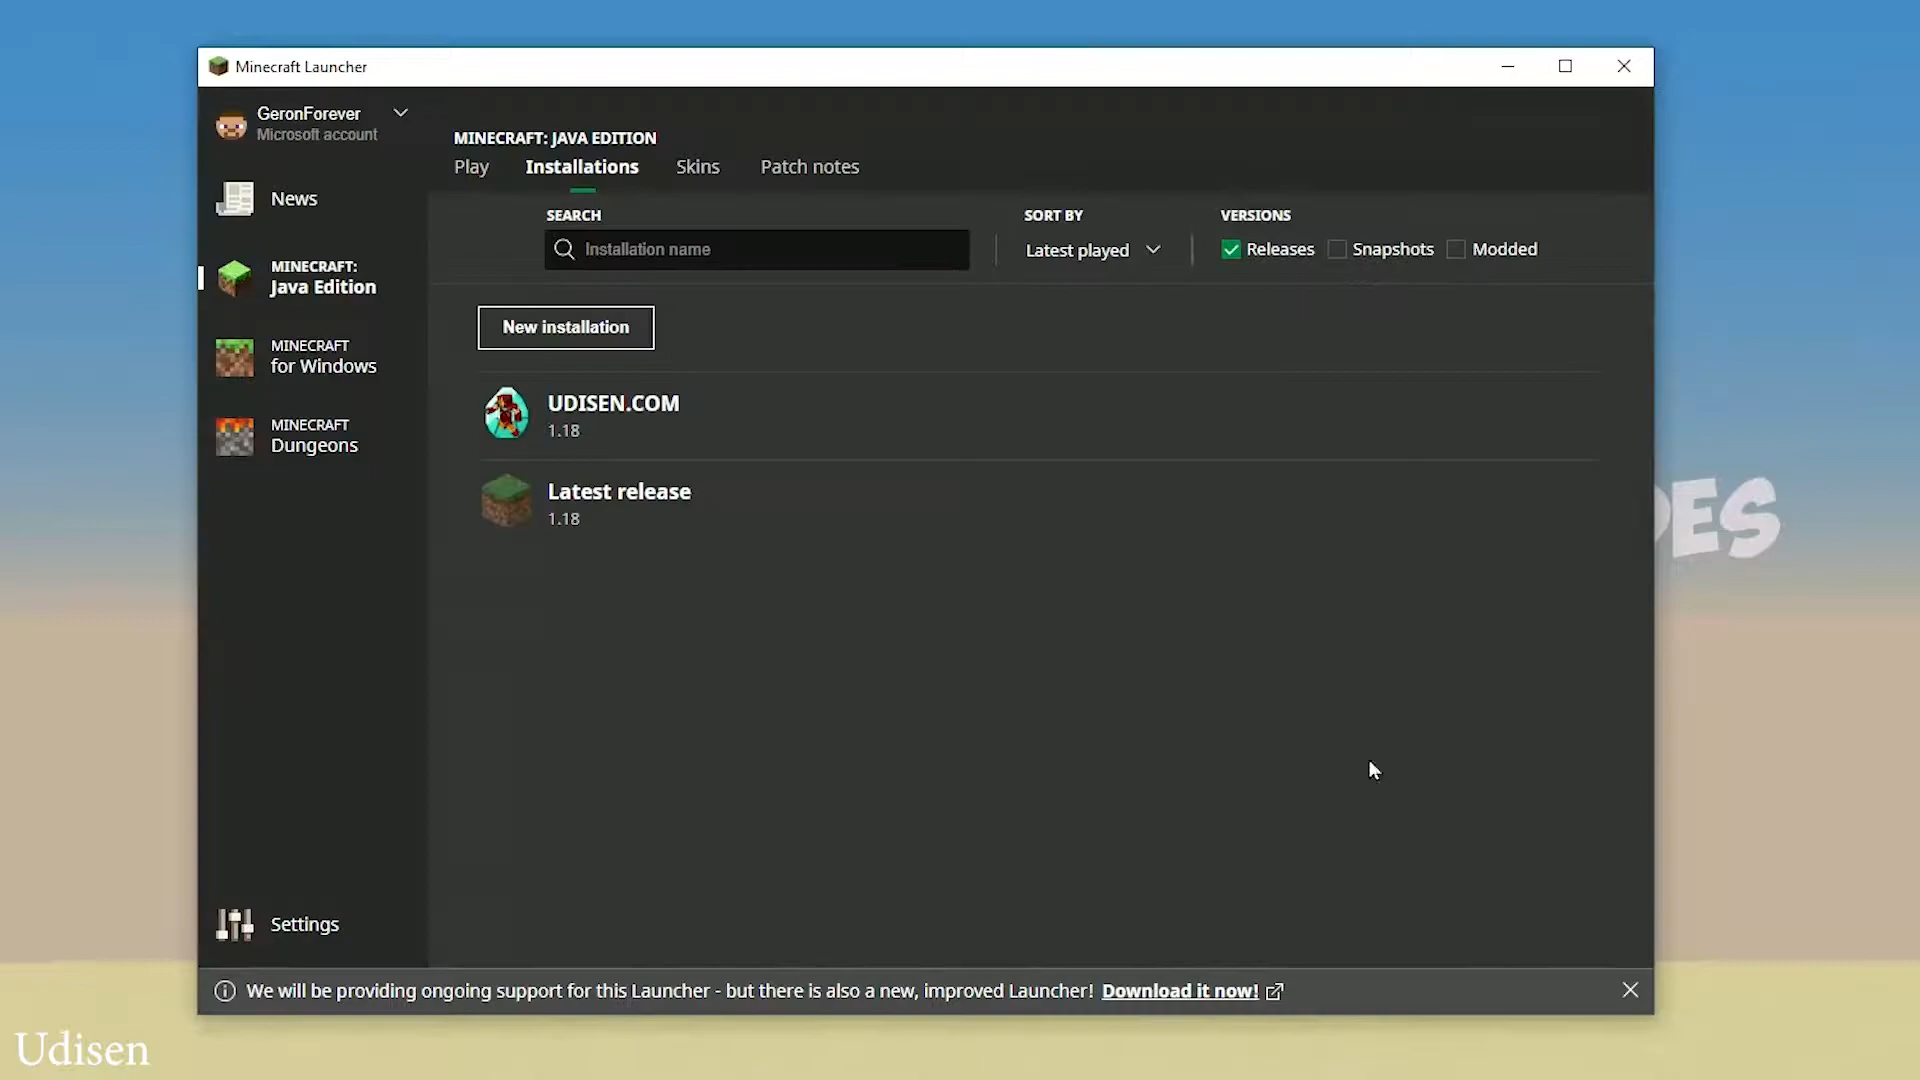 Minecraft Launcher
GeronForever
Microsoft account
News
MINECRAFT:
Java Edition
MINECRAFT
for Windows
MINECRAFT
Dungeons
Settings
MINECRAFT: JAVA EDITION
Play Installations Skins Patch notes
SEARCH SORT BY VERSIONS
Installation name Latest played Releases Snapshots Modded
New installation
UDISEN.COM
1.18
Latest release
1.18
We will be providing ongoing support for this Launcher - but there is also a new, improved Launcher! Download it now!
Udisen